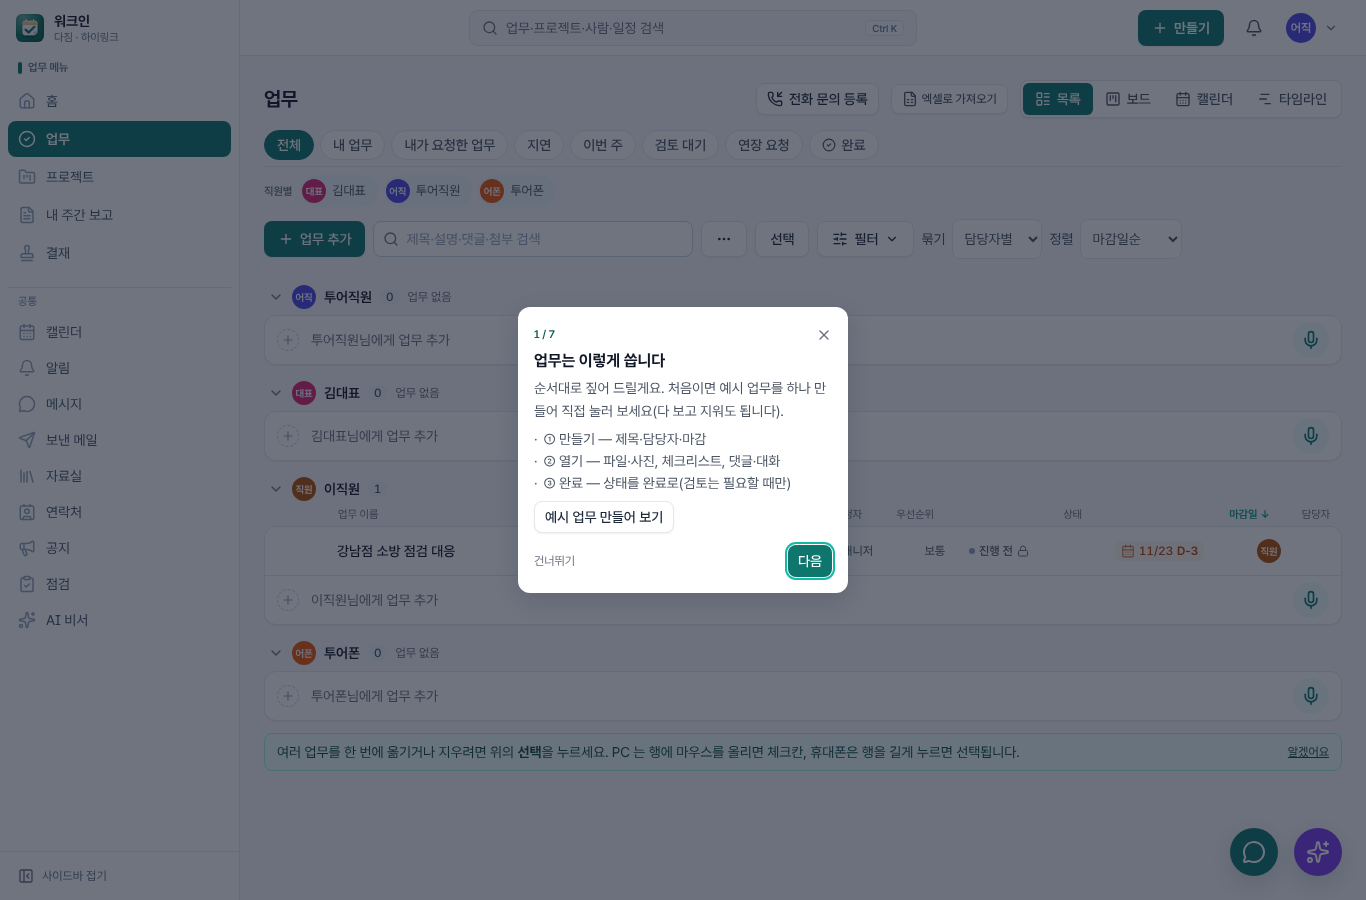 워크인
다짐 · 하이링크
업무 메뉴
홈
업무
프로젝트
내 주간 보고
결재
공통
캘린더
알림
메시지
보낸 메일
자료실
연락처
공지
점검
AI 비서
사이드바 접기
업무·프로젝트·사람·일정 검색
Ctrl K
만들기
어직
업무
전화 문의 등록
엑셀로 가져오기
목록
보드
캘린더
타임라인
전체
내 업무
내가 요청한 업무
지연
이번 주
검토 대기
연장 요청
완료
직원별
대표 김대표
어직 투어직원
어폰 투어폰
업무 추가
제목·설명·댓글·첨부 검색
선택
필터
묶기
담당자별
정렬
마감일순
어직 투어직원 0 업무 없음
투어직원님에게 업무 추가
대표 김대표 0 업무 없음
김대표님에게 업무 추가
직원 이직원 1
업무 이름
우선순위
상태
마감일 ↓
담당자
강남점 소방 점검 대응
보통
진행 전
11/23 D-3
직원
이직원님에게 업무 추가
어폰 투어폰 0 업무 없음
투어폰님에게 업무 추가
여러 업무를 한 번에 옮기거나 지우려면 위의 선택을 누르세요. PC 는 행에 마우스를 올리면 체크칸, 휴대폰은 행을 길게 누르면 선택됩니다.
알겠어요
1 / 7
업무는 이렇게 씁니다
순서대로 짚어 드릴게요. 처음이면 예시 업무를 하나 만
들어 직접 눌러 보세요(다 보고 지워도 됩니다).
· ① 만들기 — 제목·담당자·마감
· ② 열기 — 파일·사진, 체크리스트, 댓글·대화
· ③ 완료 — 상태를 완료로(검토는 필요할 때만)
예시 업무 만들어 보기
건너뛰기
다음